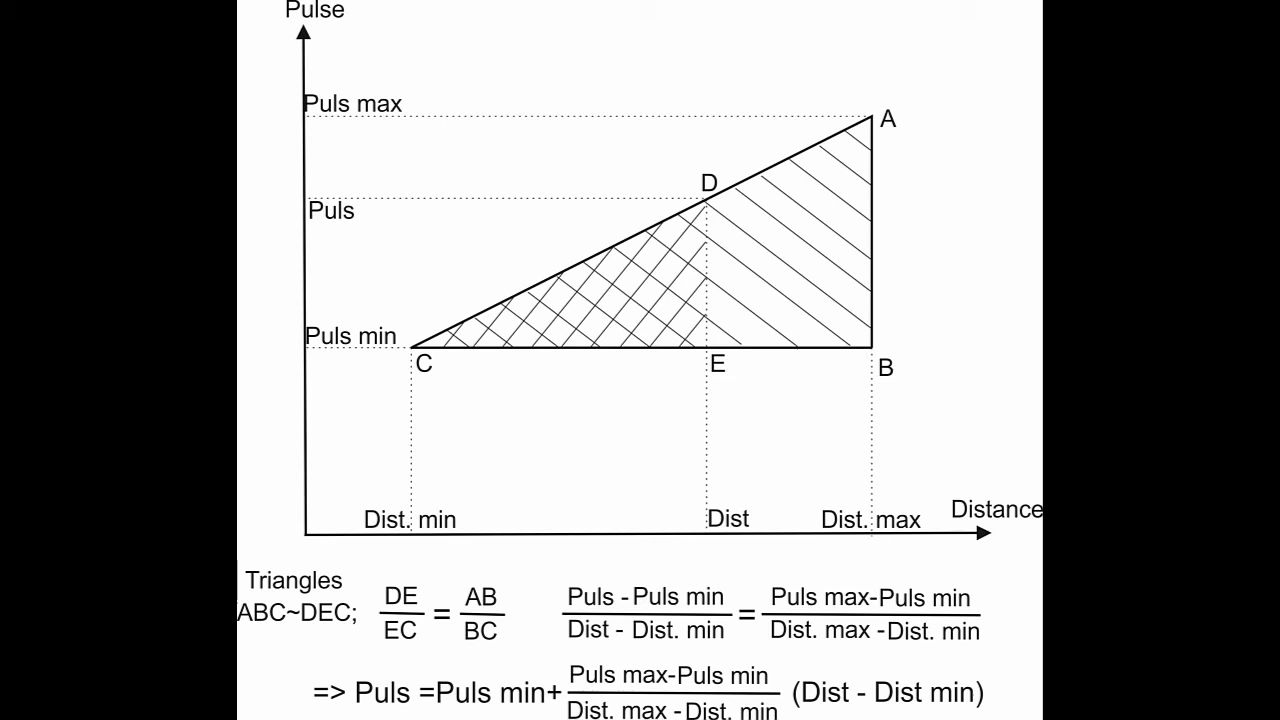 Pulse
Puls max
A
D
Puls
Puls min
C
E
B
Dist. min
Dist
Dist. max
Distance
Triangles
ABC~DEC;
DE
EC
=
AB
BC
Puls - Puls min
Dist - Dist. min
=
Puls max-Puls min
Dist. max - Dist. min
=> Puls =Puls min+
Puls max-Puls min
Dist. max - Dist. min
(Dist - Dist min)